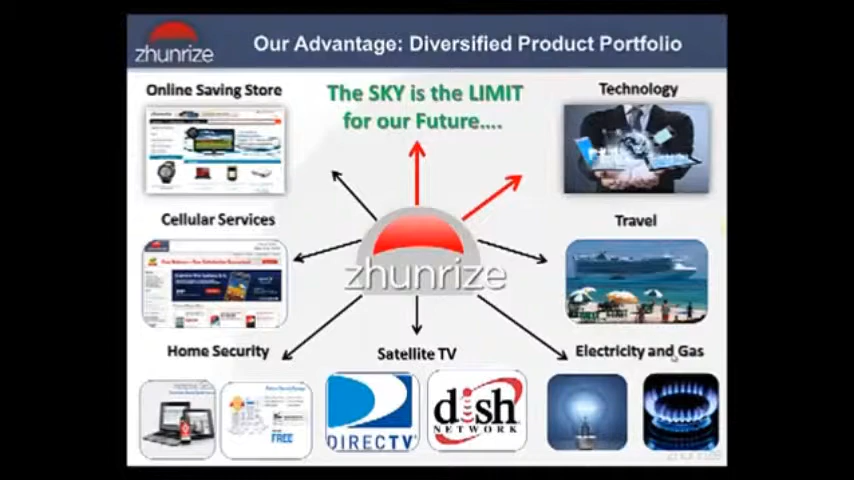 zhunrize
Our Advantage: Diversified Product Portfolio
Online Saving Store
The SKY is the LIMIT
for our Future....
Technology
Cellular Services
Travel
zhunrize
Home Security
Satellite TV
Electricity and Gas
FREE
DIRECTV
dish
NETWORK
zhunrize